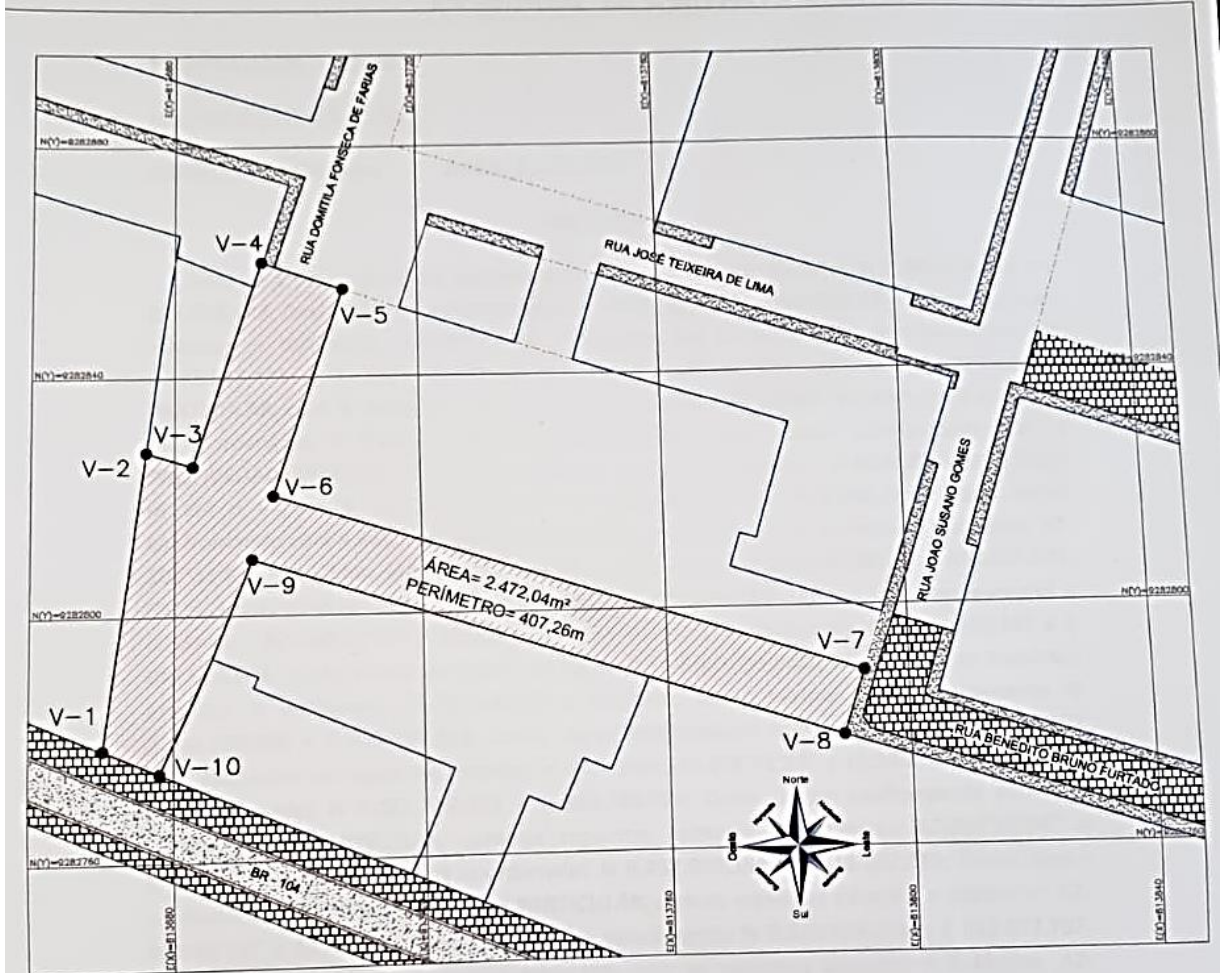 RUA DOMITILA FONSECA DE FARIAS
N(Y)=9282880
V-4
V-5
RUA JOSÉ TEIXEIRA DE LIMA
N(Y)=9282840
V-3
V-2
V-6
RUA JOAO SUSANO GOMES
V-9
ÁREA= 2.472,04m²
PERÍMETRO= 407,26m
N(Y)=9282800
N(Y)=9282800
V-7
V-1
V-8
V-10
RUA BENEDITO BRUNO FURTADO
Norte
Oeste
Leste
Sul
N(Y)=9282760
BR - 104